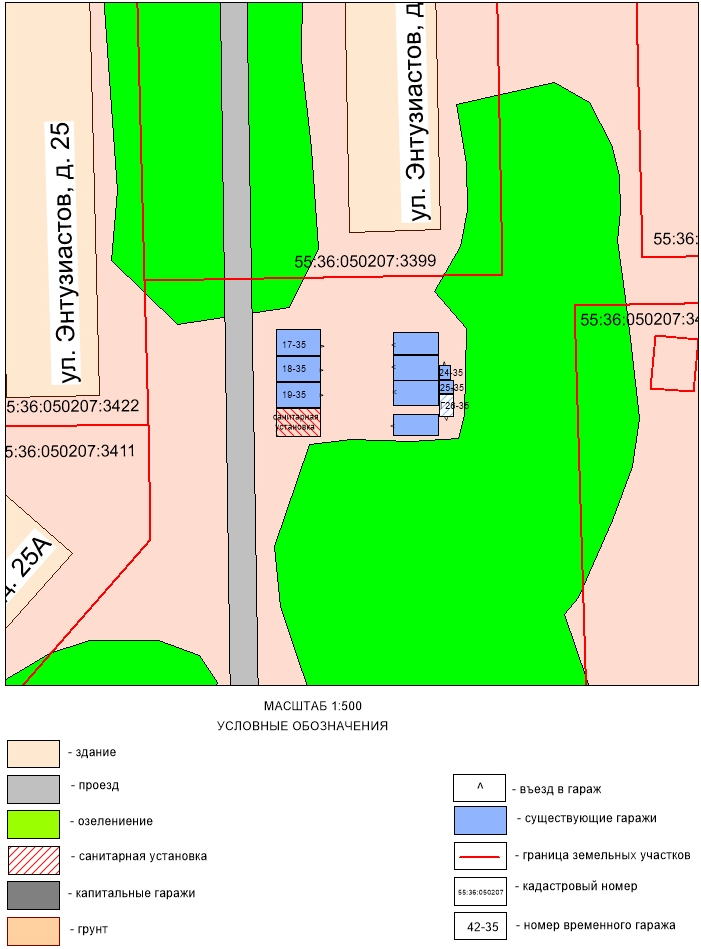 ул. Энтузиастов, д. 25
ул. Энтузиастов, д
55:36:050207:3399
55:36:
55:36:050207:34
17-35
18-35
19-35
санитарная
установка
24-35
25-35
26-35
5:36:050207:3422
5:36:050207:3411
д. 25А
МАСШТАБ 1:500
УСЛОВНЫЕ ОБОЗНАЧЕНИЯ
- здание
- проезд
- озеленение
- санитарная установка
- капитальные гаражи
- грунт
^ - въезд в гараж
- существующие гаражи
- граница земельных участков
55:36:050207 - кадастровый номер
42-35 - номер временного гаража